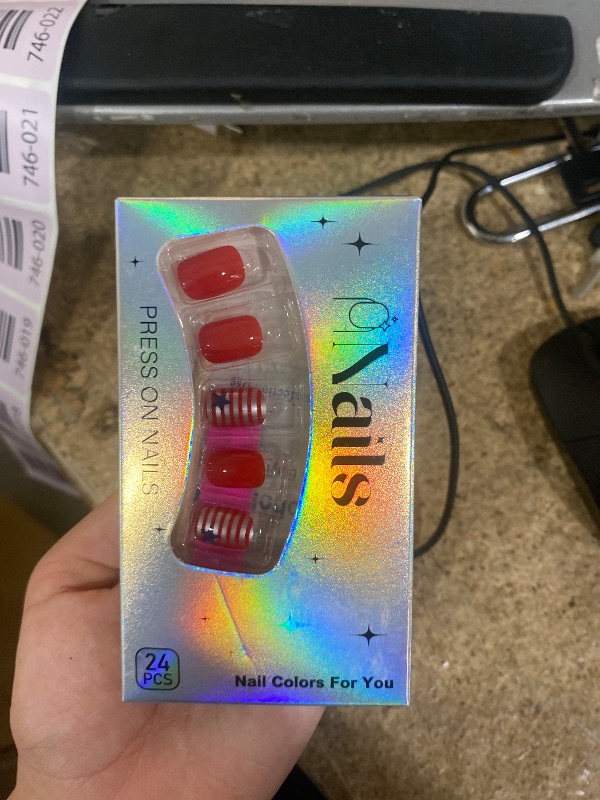 746-022
746-021
746-020
746-019
Nails
PRESS ON NAILS
24
PCS
Nail Colors For You